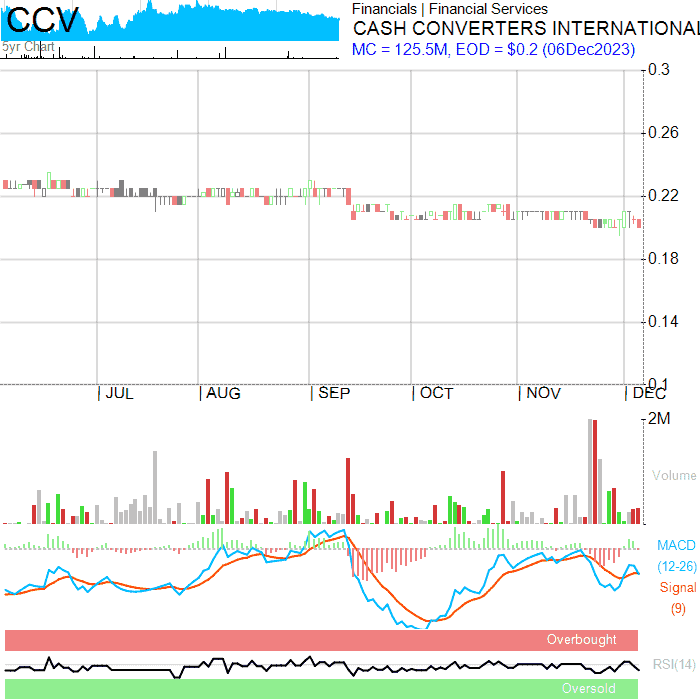 CCV
5yr Chart
Financials | Financial Services
CASH CONVERTERS INTERNATIONAL
MC = 125.5M, EOD = $0.2 (06Dec2023)
0.3
0.26
0.22
0.18
0.14
0.1
JUL AUG SEP OCT NOV DEC
2M
Volume
MACD
(12-26)
Signal
(9)
Overbought
RSI(14)
Oversold